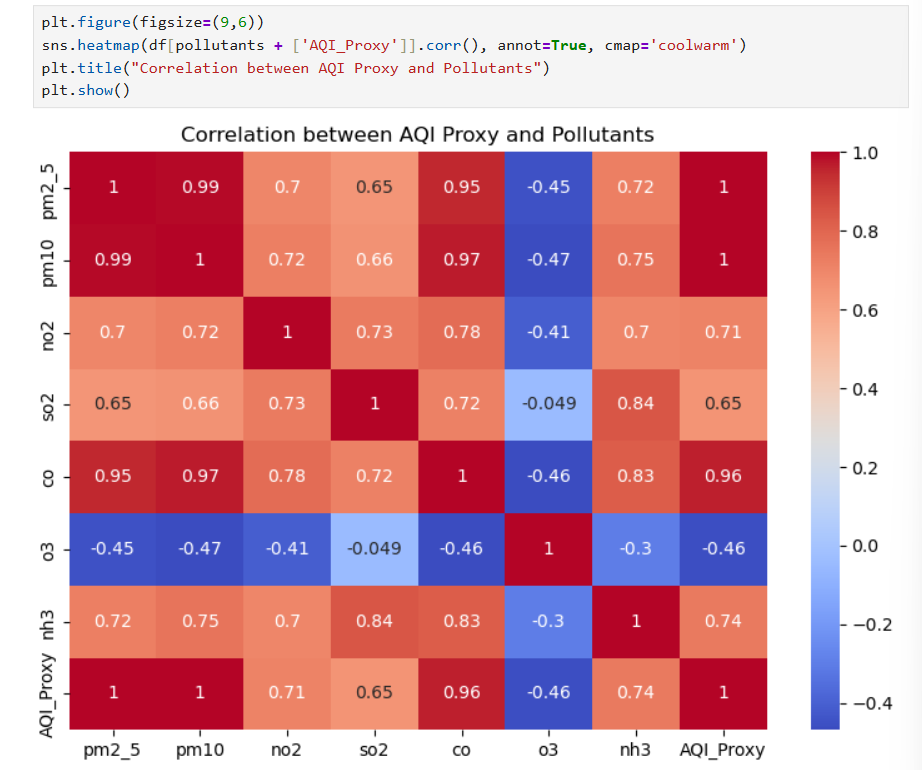 plt.figure(figsize=(9,6))
sns.heatmap(df[pollutants + ['AQI_Proxy']].corr(), annot=True, cmap='coolwarm')
plt.title("Correlation between AQI Proxy and Pollutants")
plt.show()
Correlation between AQI Proxy and Pollutants
pm2_5 1 0.99 0.7 0.65 0.95 -0.45 0.72 1
pm10 0.99 1 0.72 0.66 0.97 -0.47 0.75 1
no2 0.7 0.72 1 0.73 0.78 -0.41 0.7 0.71
so2 0.65 0.66 0.73 1 0.72 -0.049 0.84 0.65
co 0.95 0.97 0.78 0.72 1 -0.46 0.83 0.96
o3 -0.45 -0.47 -0.41 -0.049 -0.46 1 -0.3 -0.46
nh3 0.72 0.75 0.7 0.84 0.83 -0.3 1 0.74
AQI_Proxy 1 1 0.71 0.65 0.96 -0.46 0.74 1
pm2_5 pm10 no2 so2 co o3 nh3 AQI_Proxy
1.0
0.8
0.6
0.4
0.2
0.0
−0.2
−0.4